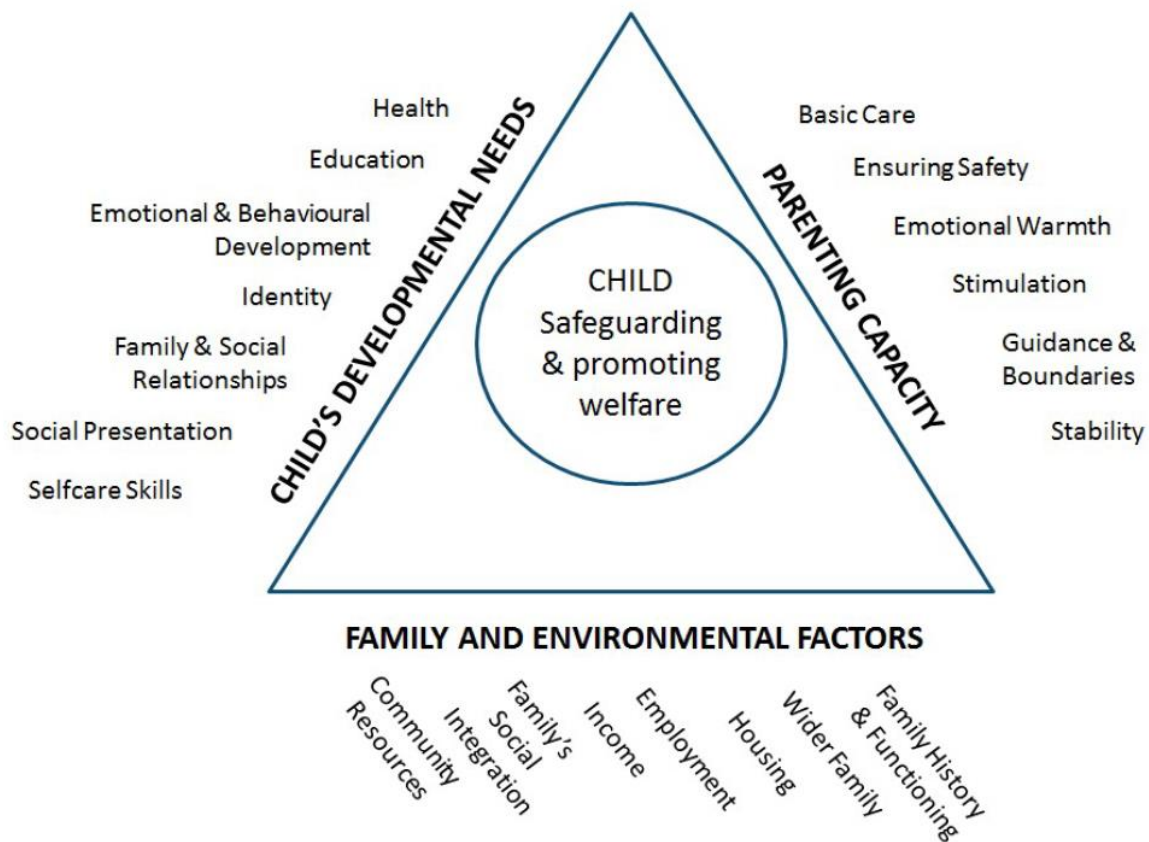 Health
Education
Emotional & Behavioural
Development
Identity
Family & Social
Relationships
Social Presentation
Selfcare Skills
CHILD'S DEVELOPMENTAL NEEDS
CHILD
Safeguarding
& promoting
welfare
PARENTING CAPACITY
Basic Care
Ensuring Safety
Emotional Warmth
Stimulation
Guidance &
Boundaries
Stability
FAMILY AND ENVIRONMENTAL FACTORS
Community
Resources
Family's
Social
Integration
Income
Employment
Housing
Wider Family
Family History
& Functioning